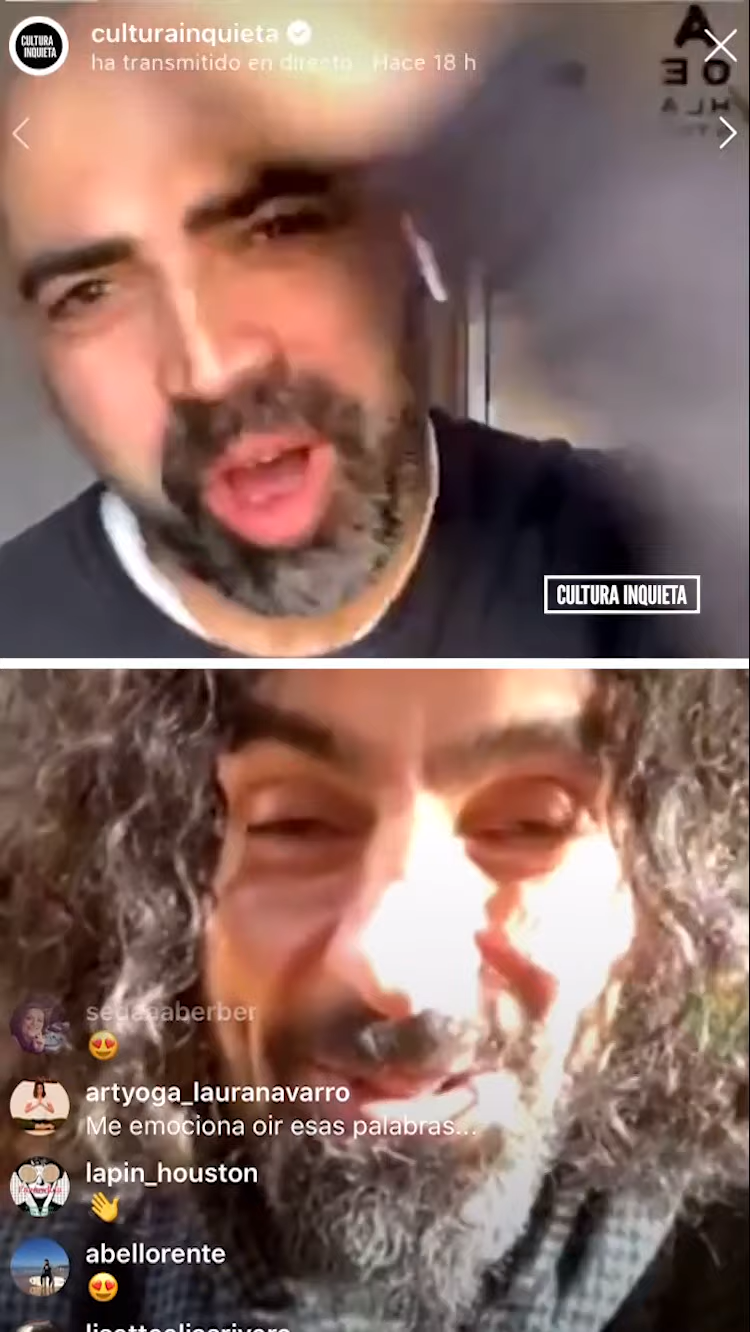 CULTURA
INQUIETA
culturainquieta
ha transmitido en directo · Hace 18 h
A
O E
H L A
CULTURA INQUIETA
segaaaberber
artyoga_lauranavarro
Me emociona oir esas palabras...
lapin_houston
abellorente